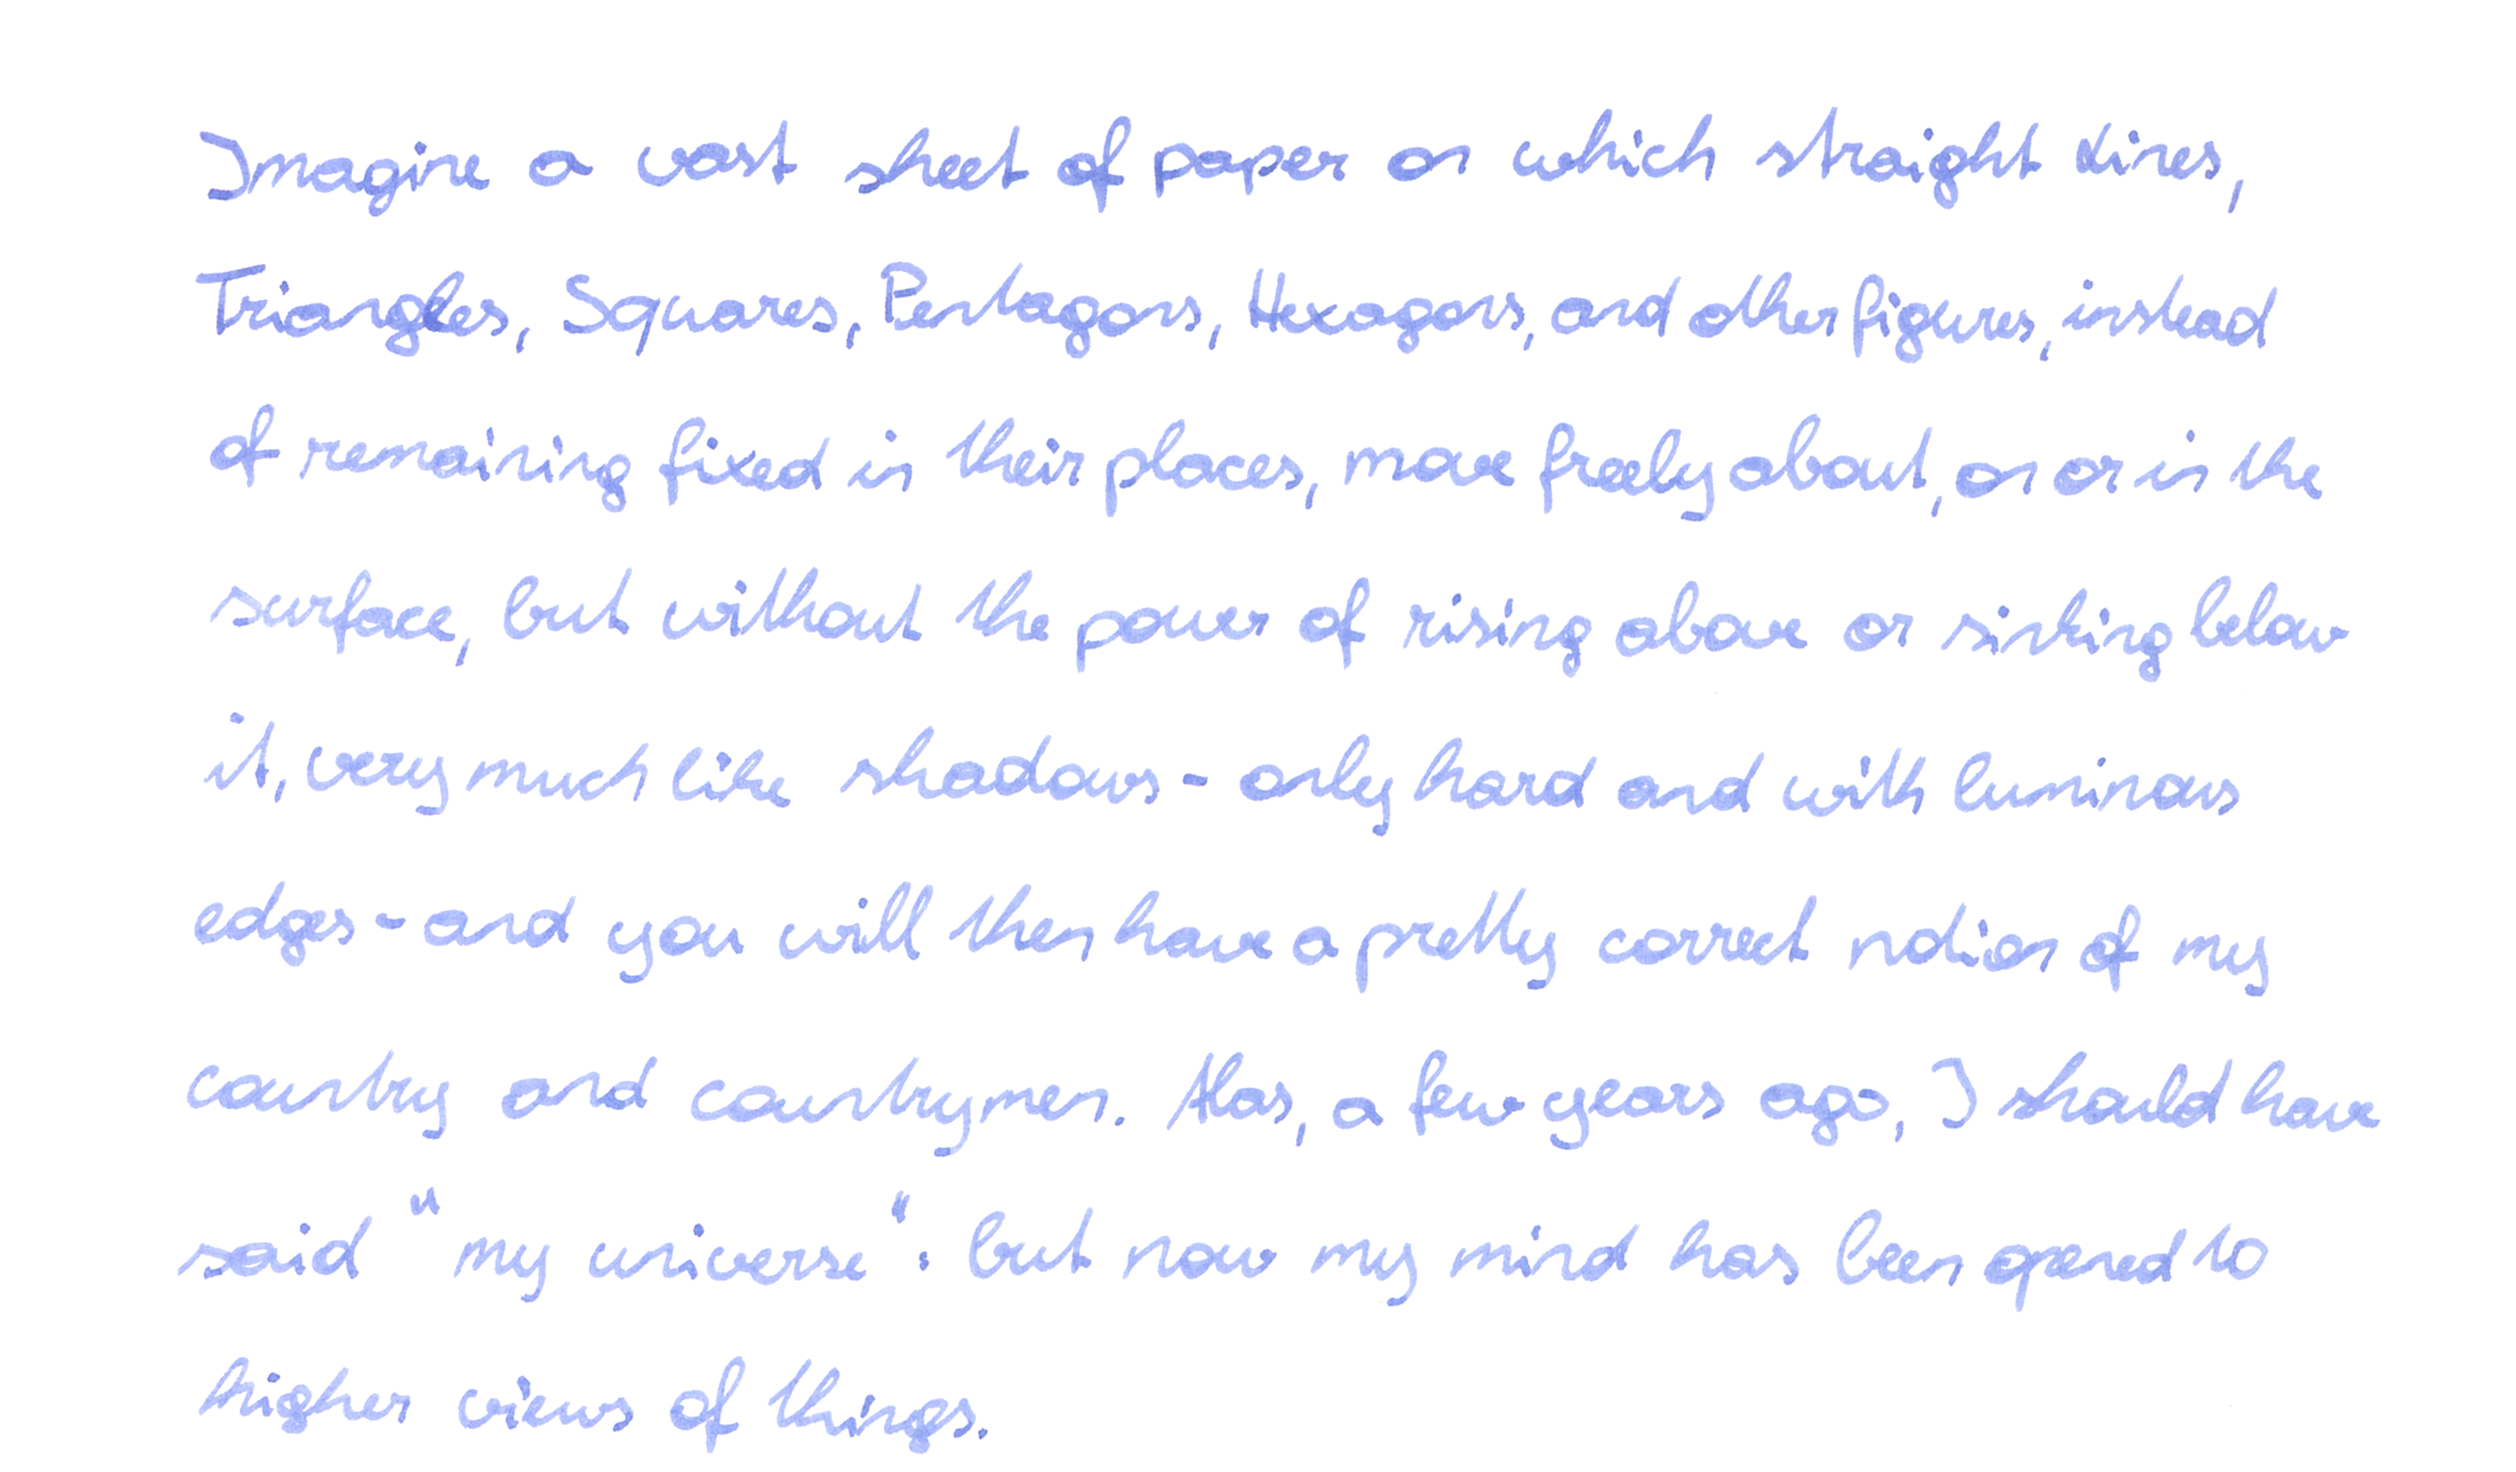 Imagine a vast sheet of paper on which straight Lines,
Triangles, Squares, Pentagons, Hexagons, and other figures, instead
of remaining fixed in their places, move freely about, on or in the
surface, but without the power of rising above or sinking below
it, very much like shadows - only hard and with luminous
edges - and you will then have a pretty correct notion of my
country and countrymen. Alas, a few years ago, I should have
said "my universe": but now my mind has been opened to
higher views of things.